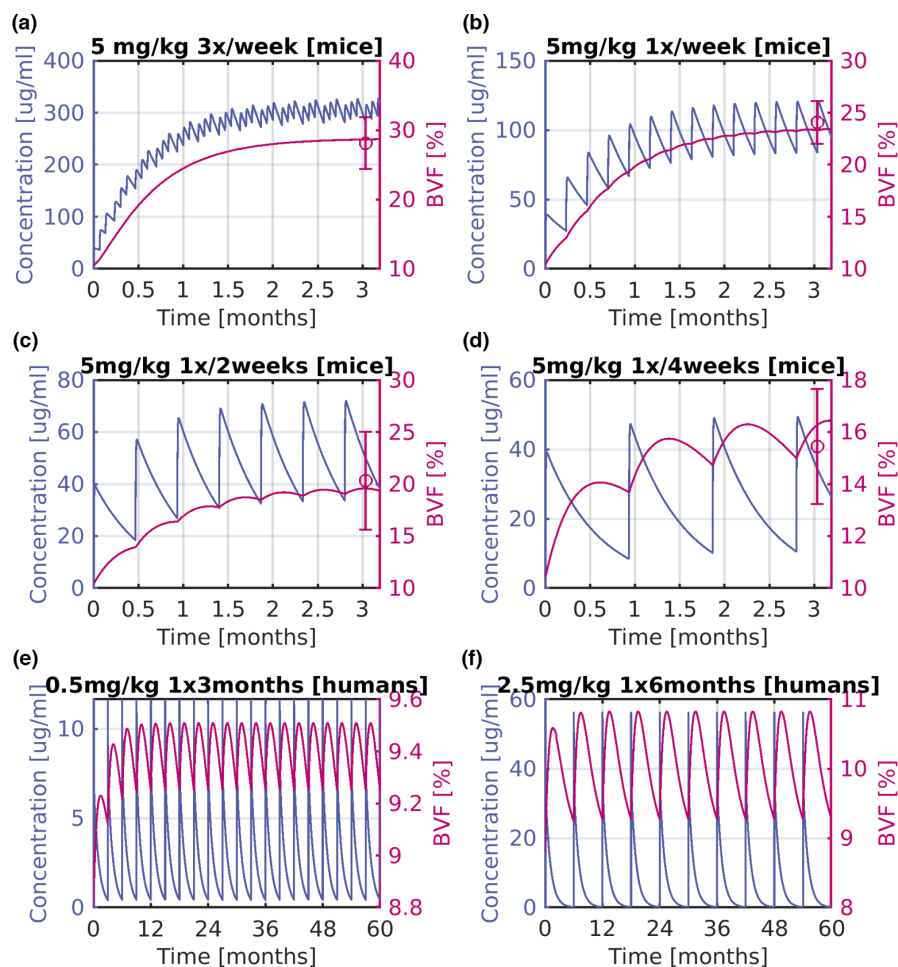 (a)
5 mg/kg 3x/week [mice]
Concentration [ug/ml]
400
300
200
100
0
BVF [%]
40
30
20
10
0 0.5 1 1.5 2 2.5 3
Time [months]
(b)
5mg/kg 1x/week [mice]
Concentration [ug/ml]
150
100
50
0
BVF [%]
30
25
20
15
10
0 0.5 1 1.5 2 2.5 3
Time [months]
(c)
5mg/kg 1x/2weeks [mice]
Concentration [ug/ml]
80
60
40
20
0
BVF [%]
30
25
20
15
10
0 0.5 1 1.5 2 2.5 3
Time [months]
(d)
5mg/kg 1x/4weeks [mice]
Concentration [ug/ml]
60
40
20
0
BVF [%]
18
16
14
12
10
0 0.5 1 1.5 2 2.5 3
Time [months]
(e)
0.5mg/kg 1x3months [humans]
Concentration [ug/ml]
10
5
0
BVF [%]
9.6
9.4
9.2
9
8.8
0 12 24 36 48 60
Time [months]
(f)
2.5mg/kg 1x6months [humans]
Concentration [ug/ml]
60
40
20
0
BVF [%]
11
10
9
8
0 12 24 36 48 60
Time [months]